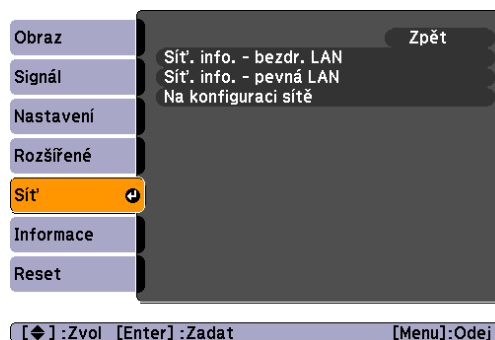 Obraz
Signál
Nastavení
Rozšířené
Síť
Informace
Reset
Zpět
Síť. info. - bezdr. LAN
Síť. info. - pevná LAN
Na konfiguraci sítě
[◆] :Zvol [Enter] :Zadat [Menu]:Odej